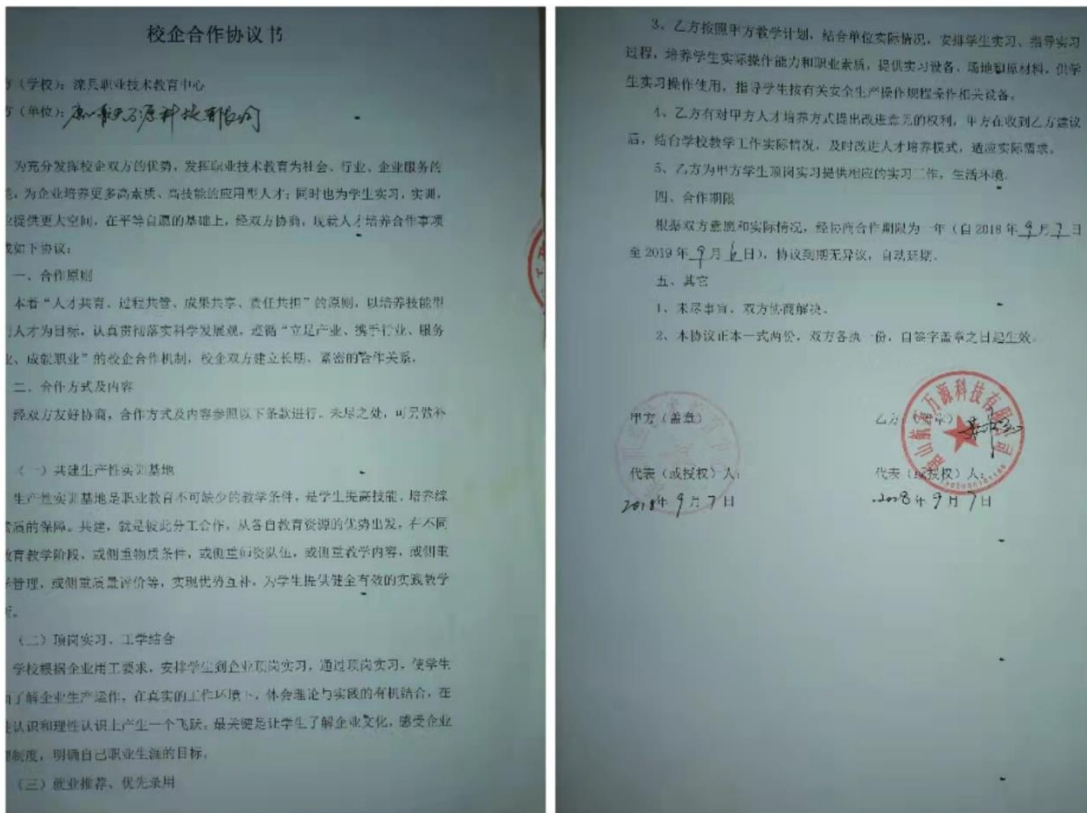 校企合作协议书
方（学校）：滦县职业技术教育中心
方（单位）：唐山航天万源科技有限公司
为充分发挥校企双方的优势，发挥职业技术教育为社会、行业、企业服务的
，为企业培养更多高素质、高技能的应用型人才；同时也为学生实习、实训、
提供更大空间，在平等自愿的基础上，经双方协商，现就人才培养合作事项
成如下协议：
一、合作原则
本着“人才共育、过程共管、成果共享、责任共担”的原则，以培养技能型
人才为目标，认真贯彻落实科学发展观，遵循“立足产业、携手行业、服务
、成就职业”的校企合作机制，校企双方建立长期、紧密的合作关系。
二、合作方式及内容
经双方友好协商，合作方式及内容参照以下条款进行。未尽之处，可另做补
（一）共建生产性实训基地
生产性实训基地是职业教育不可缺少的教学条件，是学生提高技能、培养综
素质的保障。共建，就是彼此分工合作，从各自教育资源的优势出发，在不同
教育教学阶段，或侧重物质条件，或侧重师资队伍，或侧重教学内容，或侧重
管理，或侧重质量评价等，实现优势互补，为学生提供健全有效的实践教学
（二）顶岗实习、工学结合
学校根据企业用工要求，安排学生到企业顶岗实习，通过顶岗实习，使学生
了解企业生产运作，在真实的工作环境下，体会理论与实践的有机结合，在
认识和理性认识上产生一个飞跃。最关键是让学生了解企业文化，感受企业
制度，明确自己职业生涯的目标。
（三）就业推荐、优先录用
3、乙方按照甲方教学计划，结合单位实际情况，安排学生实习、指导实习
过程，培养学生实际操作能力和职业素质，提供实习设备、场地和原材料，供学
生实习操作使用，指导学生按有关安全生产操作规程操作相关设备。
4、乙方有对甲方人才培养方式提出改进意见的权利，甲方在收到乙方建议
后，结合学校教学工作实际情况，及时改进人才培养模式，适应实际需求。
5、乙方为甲方学生顶岗实习提供相应的实习工作，生活环境。
四、合作期限
根据双方意愿和实际情况，经协商合作期限为一年（自2018年9月7日
至2019年9月6日），协议到期无异议，自动延期。
五、其它
1、未尽事宜，双方协商解决。
2、本协议正本一式两份，双方各执一份，自签字盖章之日起生效。
甲方（盖章）
乙方（盖章）
唐山航天万源科技有限公司
代表（或授权）人：
代表（或授权）人：
2018年9月7日
2018年9月7日